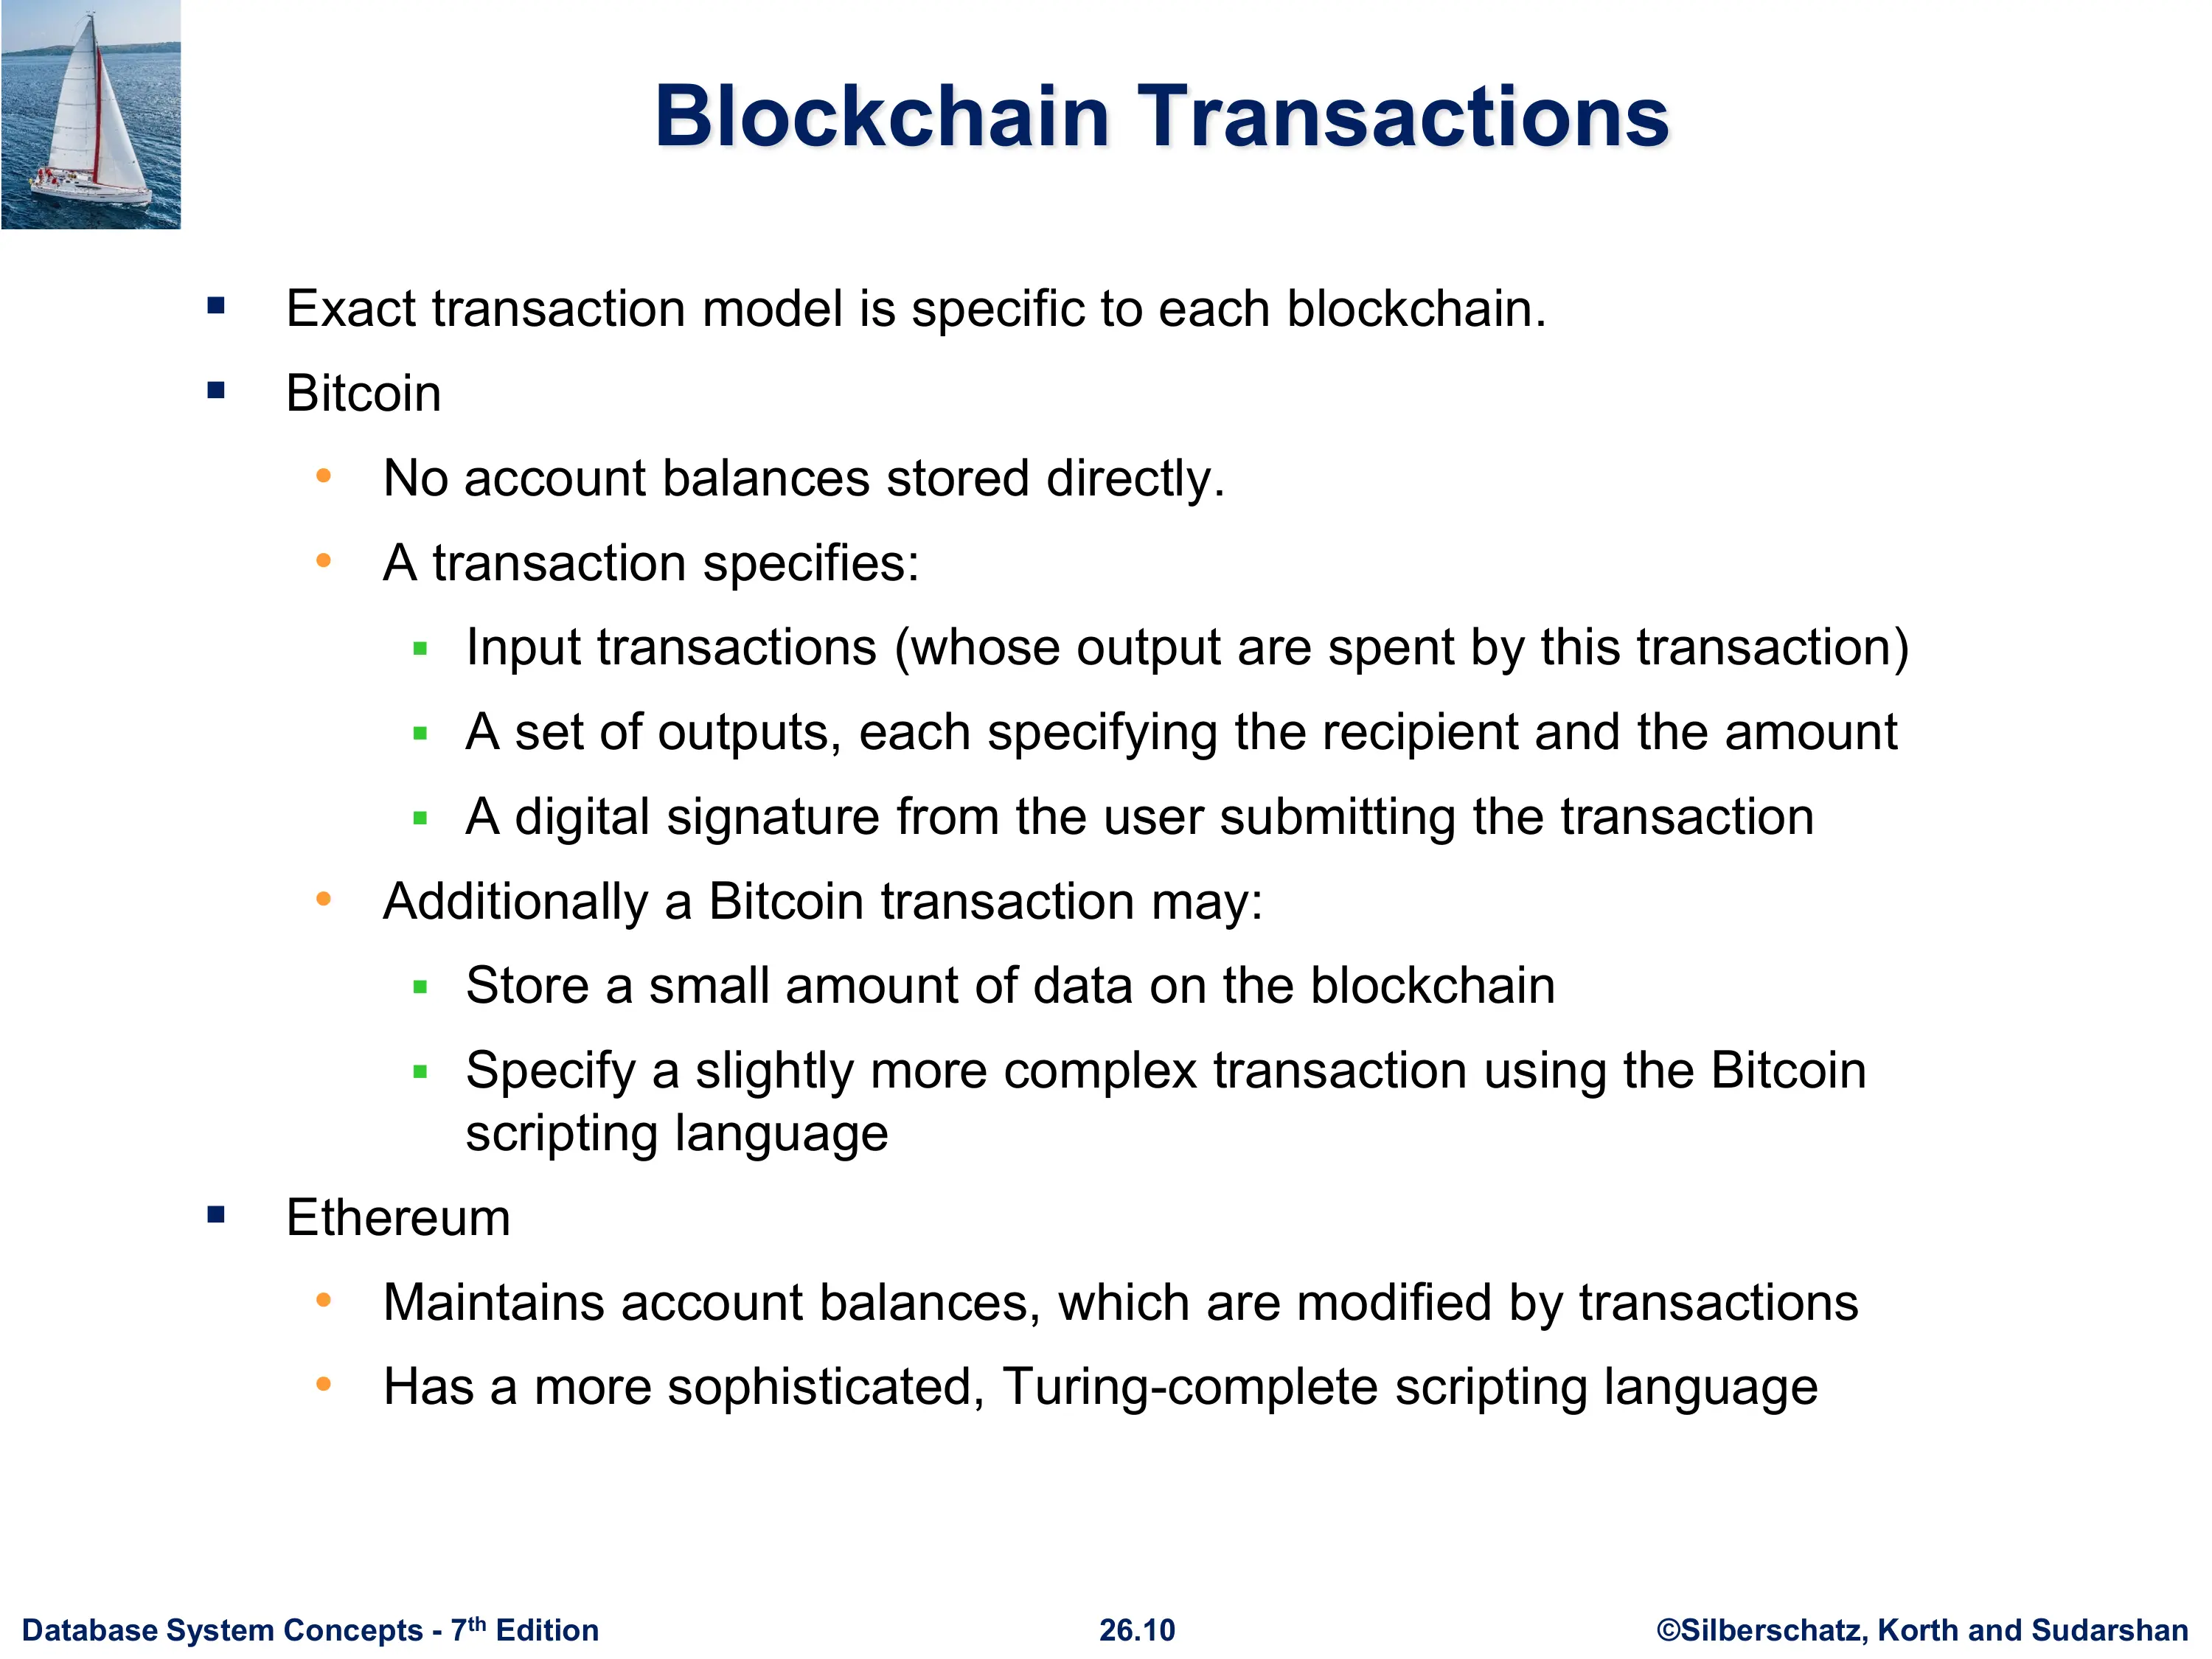 Blockchain Transactions
▪ Exact transaction model is specific to each blockchain.
▪ Bitcoin
• No account balances stored directly.
• A transaction specifies:
▪ Input transactions (whose output are spent by this transaction)
▪ A set of outputs, each specifying the recipient and the amount
▪ A digital signature from the user submitting the transaction
• Additionally a Bitcoin transaction may:
▪ Store a small amount of data on the blockchain
▪ Specify a slightly more complex transaction using the Bitcoin
scripting language
▪ Ethereum
• Maintains account balances, which are modified by transactions
• Has a more sophisticated, Turing-complete scripting language
Database System Concepts - 7th Edition
26.10
©Silberschatz, Korth and Sudarshan